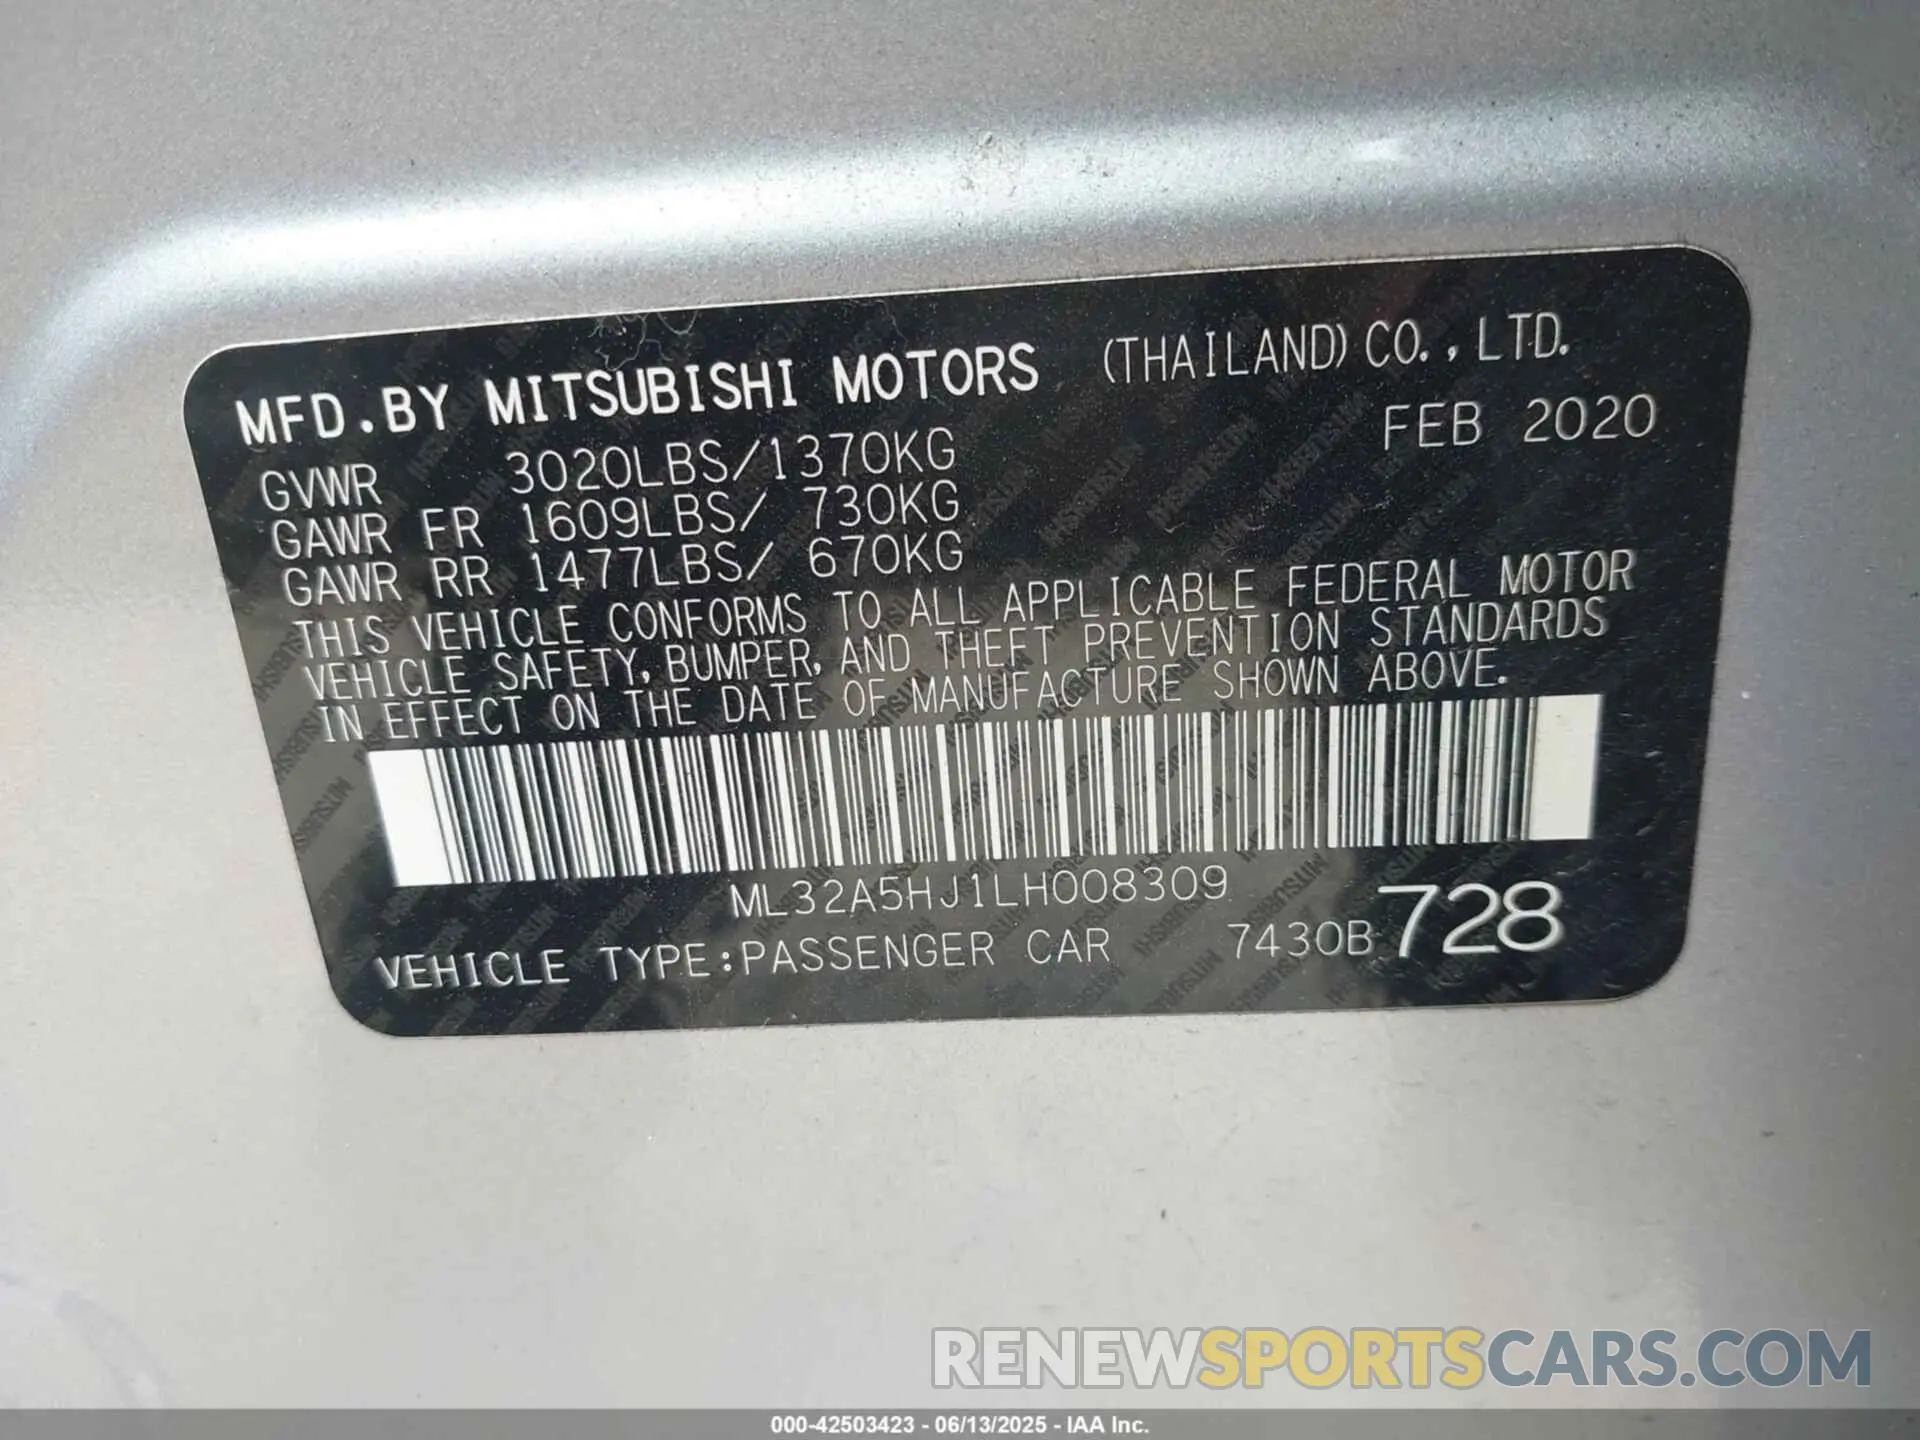 MFD.BY MITSUBISHI MOTORS (THAILAND) CO., LTD.
FEB 2020
GVWR 3020LBS/1370KG
GAWR FR 1609LBS/ 730KG
GAWR RR 1477LBS/ 670KG
THIS VEHICLE CONFORMS TO ALL APPLICABLE FEDERAL MOTOR
VEHICLE SAFETY, BUMPER, AND THEFT PREVENTION STANDARDS
IN EFFECT ON THE DATE OF MANUFACTURE SHOWN ABOVE.
ML32A5HJ1LH008309
VEHICLE TYPE:PASSENGER CAR 7430B-728
RENEWSPORTSCARS.COM
000-42503423 - 06/13/2025 - IAA Inc.